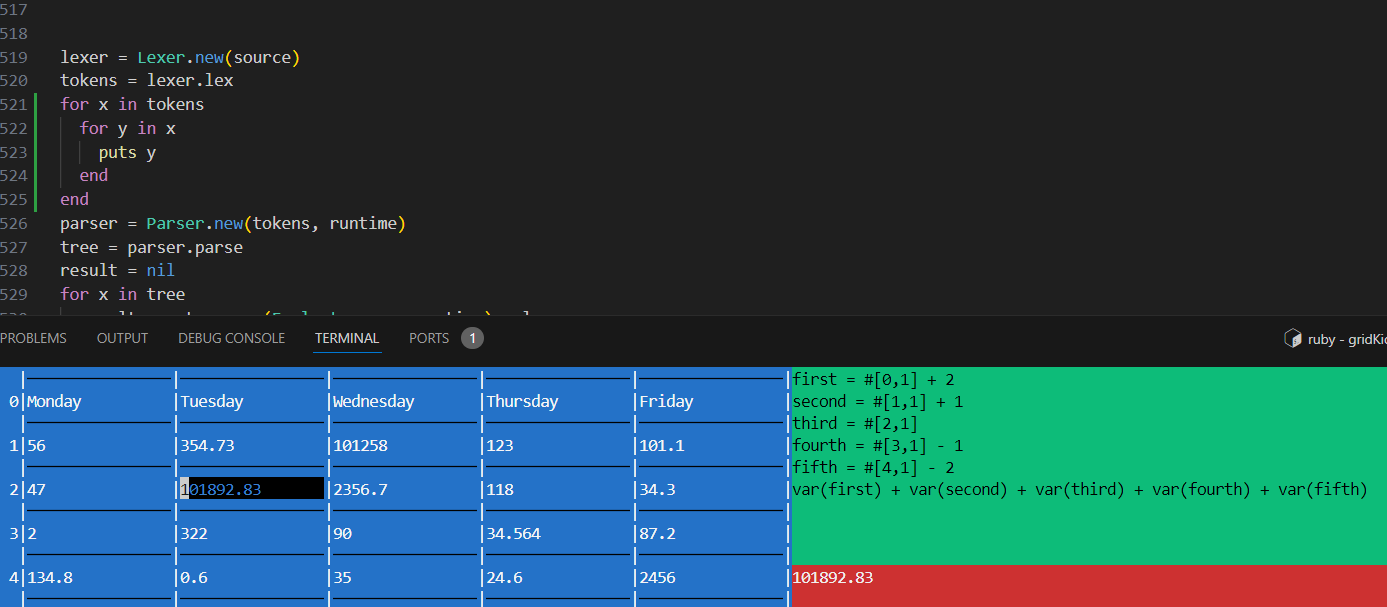 517
518
519 lexer = Lexer.new(source)
520 tokens = lexer.lex
521 for x in tokens
522 for y in x
523 puts y
524 end
525 end
526 parser = Parser.new(tokens, runtime)
527 tree = parser.parse
528 result = nil
529 for x in tree
PROBLEMS OUTPUT DEBUG CONSOLE TERMINAL PORTS 1 ruby - gridKi
first = #[0,1] + 2
0|Monday |Tuesday |Wednesday |Thursday |Friday |second = #[1,1] + 1
third = #[2,1]
1|56 |354.73 |101258 |123 |101.1 |fourth = #[3,1] - 1
fifth = #[4,1] - 2
2|47 |101892.83 |2356.7 |118 |34.3 |var(first) + var(second) + var(third) + var(fourth) + var(fifth)
3|2 |322 |90 |34.564 |87.2
4|134.8 |0.6 |35 |24.6 |2456 |101892.83